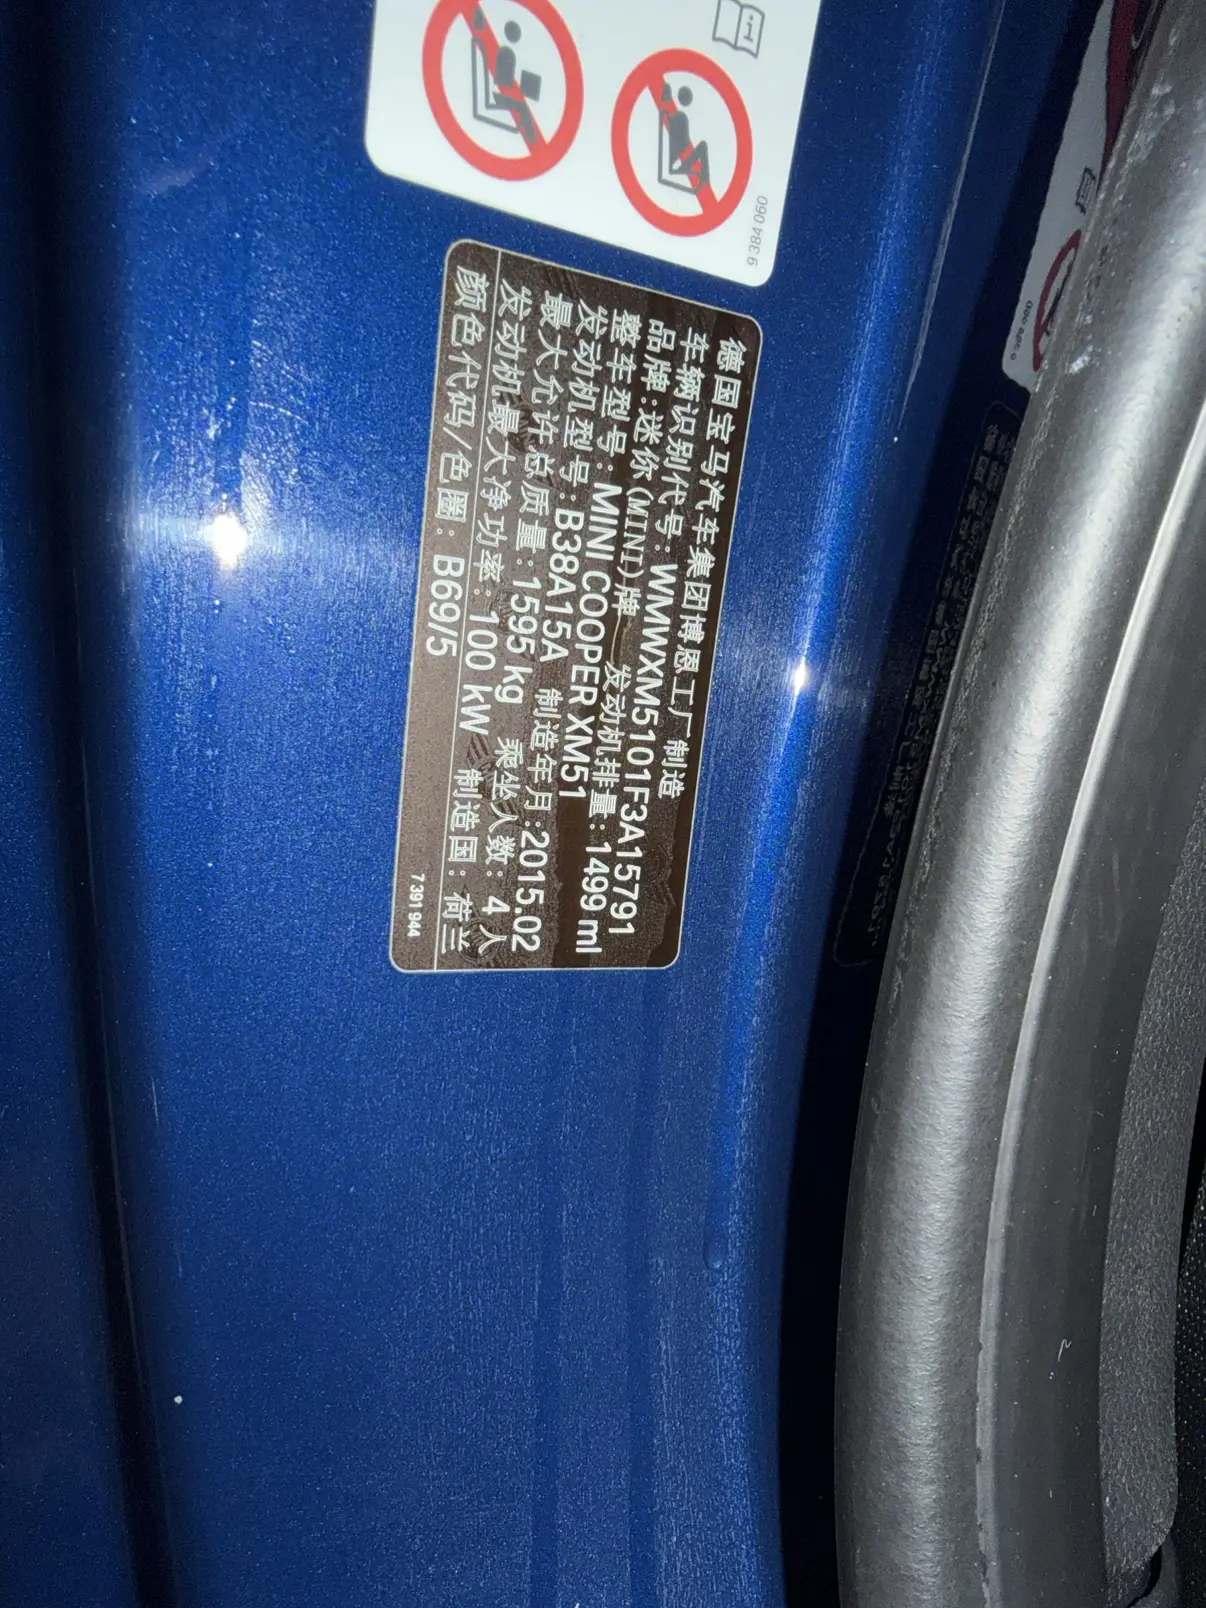 9 384 060
德国宝马汽车集团博恩工厂制造
车辆识别代号: WMWXM5101F3A15791
品牌: 迷你(MINI)牌 发动机排量: 1499 ml
整车型号: MINI COOPER XM51
发动机型号: B38A15A 制造年月: 2015.02
最大允许总质量: 1595 kg 乘坐人数: 4人
发动机最大净功率: 100 kW 制造国: 荷兰
颜色代码/色圈: B69/5
7 391 944